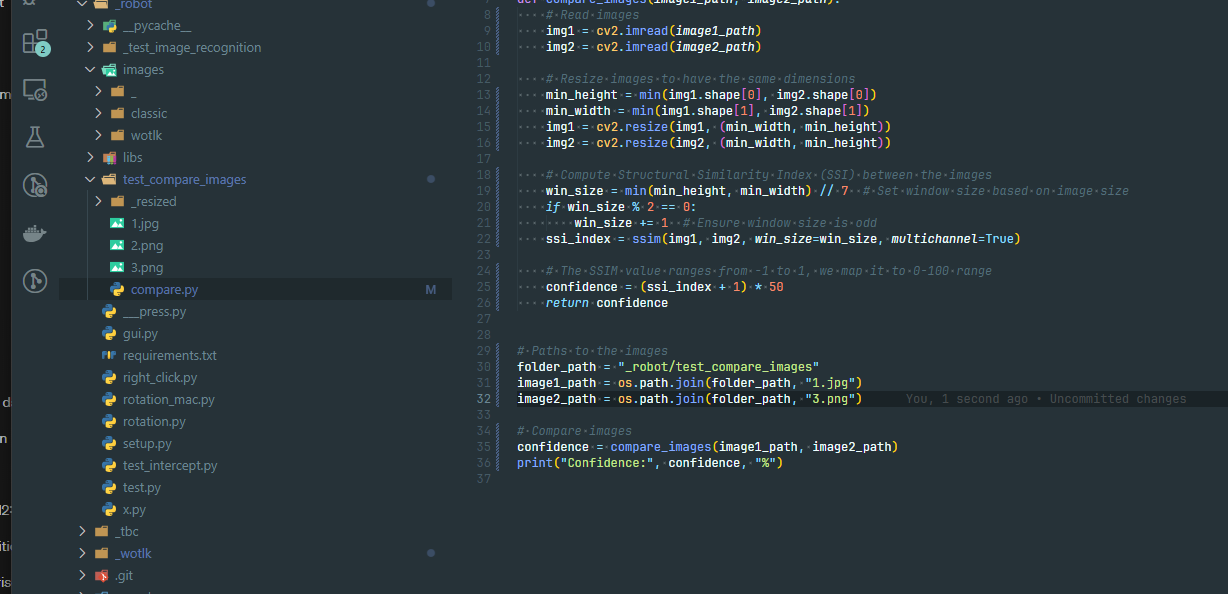 _robot
__pycache__
_test_image_recognition
images
_
classic
wotlk
libs
test_compare_images
_resized
1.jpg
2.png
3.png
compare.py M
___press.py
gui.py
requirements.txt
right_click.py
rotation_mac.py
rotation.py
setup.py
test_intercept.py
test.py
x.py
_tbc
_wotlk
.git
2
8 # Read images
9 img1 = cv2.imread(image1_path)
10 img2 = cv2.imread(image2_path)
11
12 # Resize images to have the same dimensions
13 min_height = min(img1.shape[0], img2.shape[0])
14 min_width = min(img1.shape[1], img2.shape[1])
15 img1 = cv2.resize(img1, (min_width, min_height))
16 img2 = cv2.resize(img2, (min_width, min_height))
17
18 # Compute Structural Similarity Index (SSI) between the images
19 win_size = min(min_height, min_width) // 7 # Set window size based on image size
20 if win_size % 2 == 0:
21 win_size += 1 # Ensure window size is odd
22 ssi_index = ssim(img1, img2, win_size=win_size, multichannel=True)
23
24 # The SSIM value ranges from -1 to 1, we map it to 0-100 range
25 confidence = (ssi_index + 1) * 50
26 return confidence
27
28
29 # Paths to the images
30 folder_path = "_robot/test_compare_images"
31 image1_path = os.path.join(folder_path, "1.jpg")
32 image2_path = os.path.join(folder_path, "3.png") You, 1 second ago • Uncommitted changes
33
34 # Compare images
35 confidence = compare_images(image1_path, image2_path)
36 print("Confidence:", confidence, "%")
37